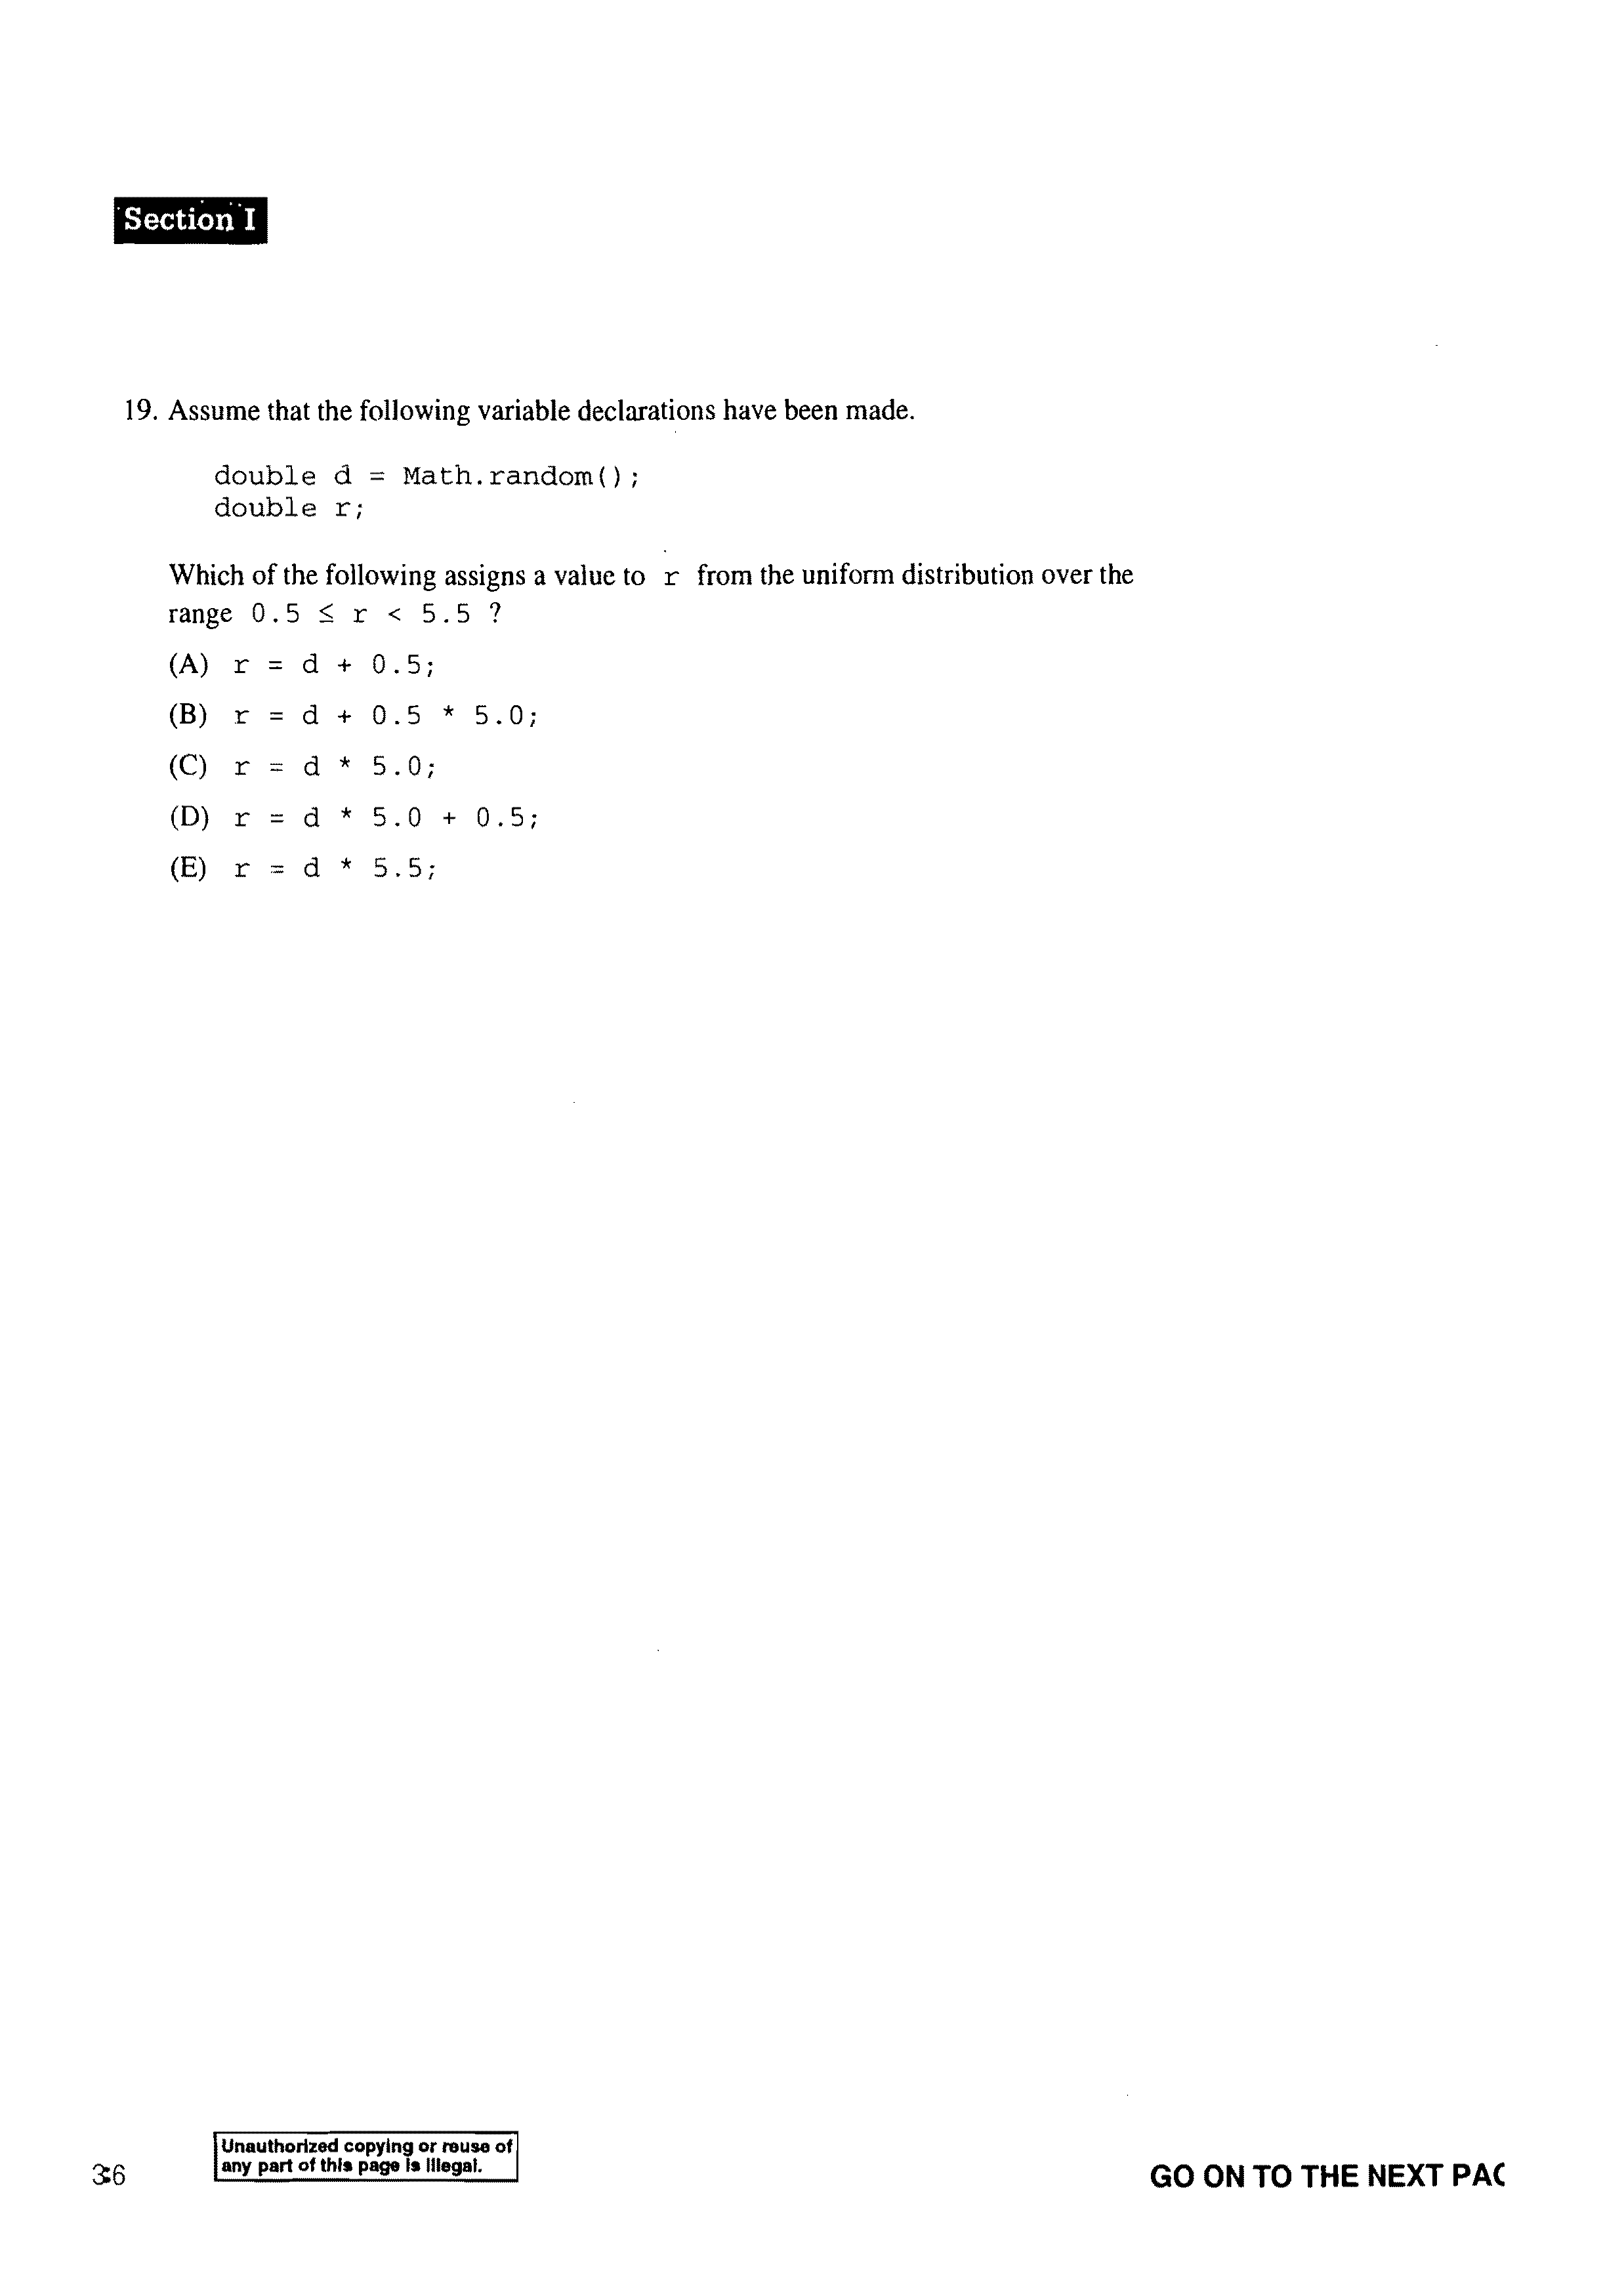 Section I
19. Assume that the following variable declarations have been made.
double d = Math.random();
double r;
Which of the following assigns a value to r from the uniform distribution over the
range 0.5 ≤ r < 5.5 ?
(A) r = d + 0.5;
(B) r = d + 0.5 * 5.0;
(C) r = d * 5.0;
(D) r = d * 5.0 + 0.5;
(E) r = d * 5.5;
Unauthorized copying or reuse of
any part of this page is illegal.
36
GO ON TO THE NEXT PAC